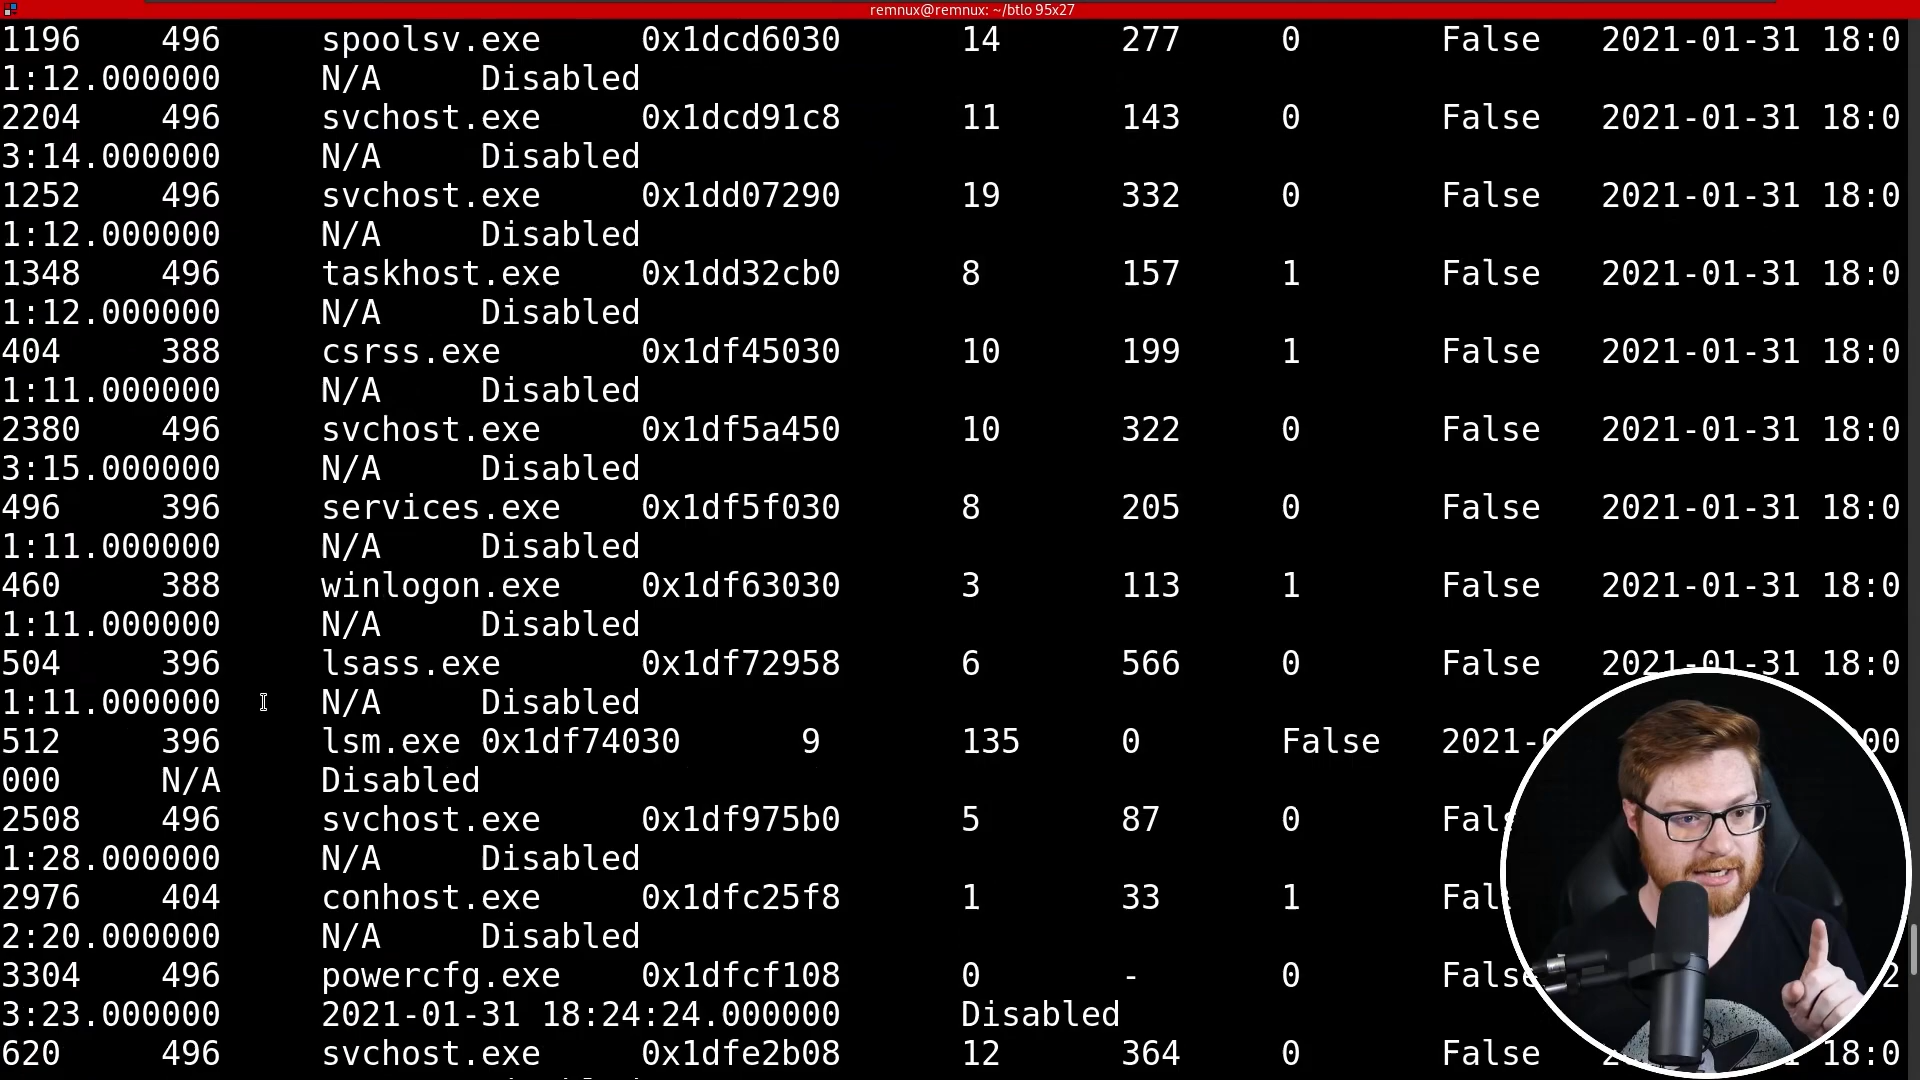 remnux@remnux: ~/btlo 95x27
1196 496 spoolsv.exe 0x1dcd6030 14 277 0 False 2021-01-31 18:0
1:12.000000 N/A Disabled
2204 496 svchost.exe 0x1dcd91c8 11 143 0 False 2021-01-31 18:0
3:14.000000 N/A Disabled
1252 496 svchost.exe 0x1dd07290 19 332 0 False 2021-01-31 18:0
1:12.000000 N/A Disabled
1348 496 taskhost.exe 0x1dd32cb0 8 157 1 False 2021-01-31 18:0
1:12.000000 N/A Disabled
404 388 csrss.exe 0x1df45030 10 199 1 False 2021-01-31 18:0
1:11.000000 N/A Disabled
2380 496 svchost.exe 0x1df5a450 10 322 0 False 2021-01-31 18:0
3:15.000000 N/A Disabled
496 396 services.exe 0x1df5f030 8 205 0 False 2021-01-31 18:0
1:11.000000 N/A Disabled
460 388 winlogon.exe 0x1df63030 3 113 1 False 2021-01-31 18:0
1:11.000000 N/A Disabled
504 396 lsass.exe 0x1df72958 6 566 0 False 2021-01-31 18:0
1:11.000000 N/A Disabled
512 396 lsm.exe 0x1df74030 9 135 0 False 2021-0 00
000 N/A Disabled
2508 496 svchost.exe 0x1df975b0 5 87 0 Fals
1:28.000000 N/A Disabled
2976 404 conhost.exe 0x1dfc25f8 1 33 1 Fal
2:20.000000 N/A Disabled
3304 496 powercfg.exe 0x1dfcf108 0 - 0 False 2
3:23.000000 2021-01-31 18:24:24.000000 Disabled
620 496 svchost.exe 0x1dfe2b08 12 364 0 False 18:0